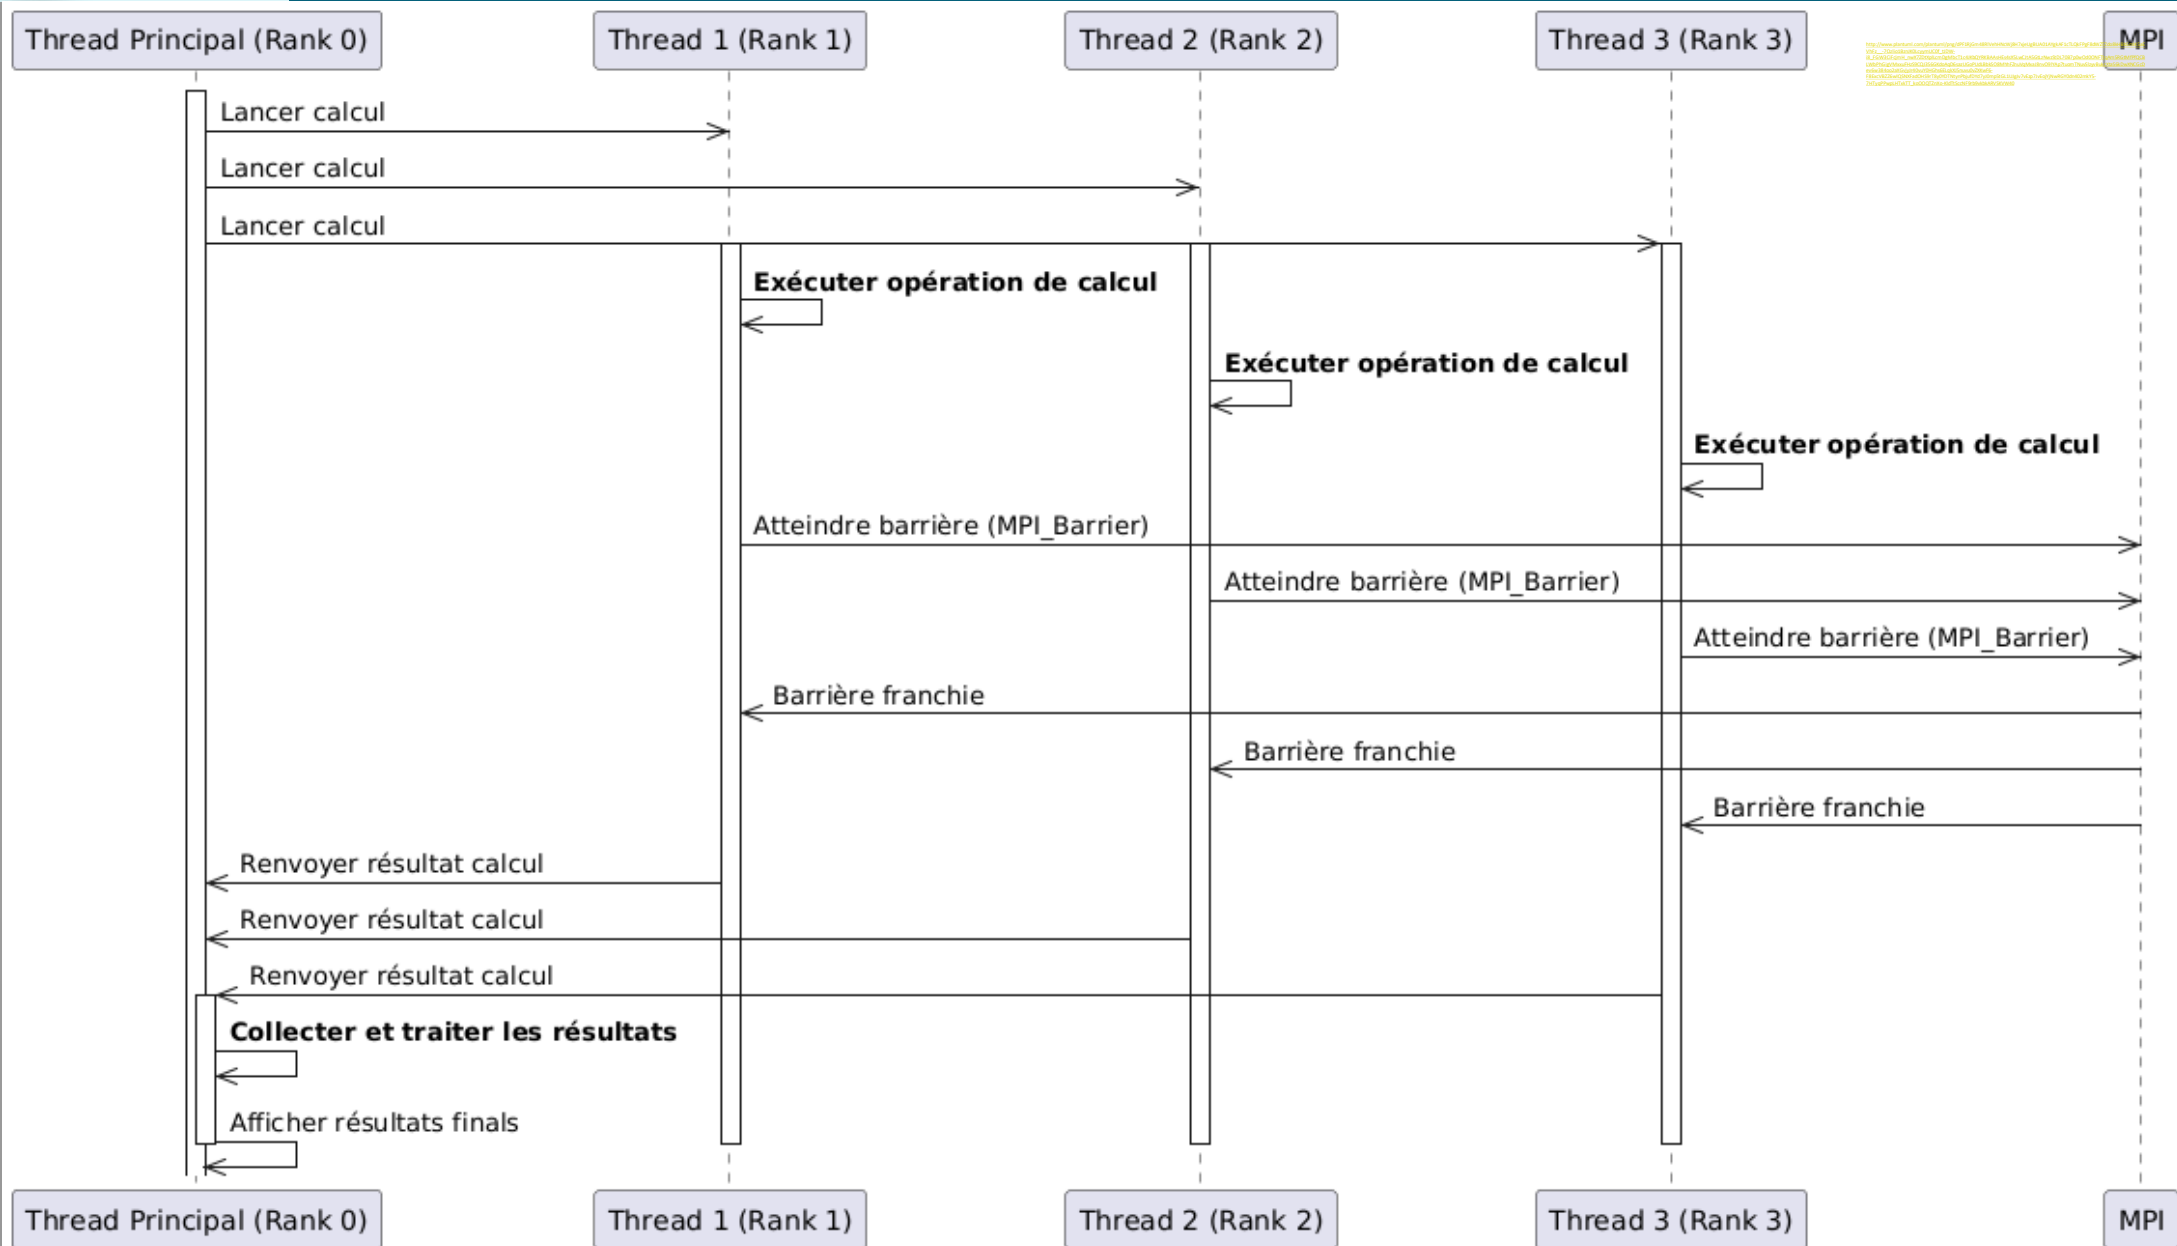 Thread Principal (Rank 0)
Thread 1 (Rank 1)
Thread 2 (Rank 2)
Thread 3 (Rank 3)
MPI
Lancer calcul
Lancer calcul
Lancer calcul
Exécuter opération de calcul
Exécuter opération de calcul
Exécuter opération de calcul
Atteindre barrière (MPI_Barrier)
Atteindre barrière (MPI_Barrier)
Atteindre barrière (MPI_Barrier)
Barrière franchie
Barrière franchie
Barrière franchie
Renvoyer résultat calcul
Renvoyer résultat calcul
Renvoyer résultat calcul
Collecter et traiter les résultats
Afficher résultats finals
Thread Principal (Rank 0)
Thread 1 (Rank 1)
Thread 2 (Rank 2)
Thread 3 (Rank 3)
MPI